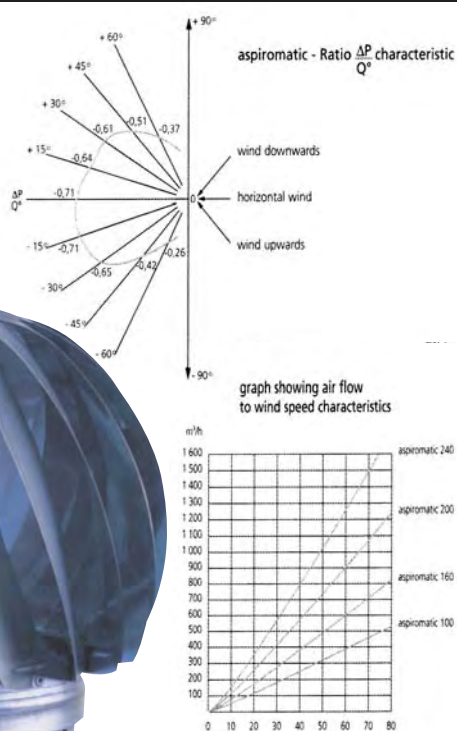 + 90°
aspiromatic - Ratio ΔP/Q° characteristic
+ 60°
+ 45°
+ 30°
+ 15°
-0,37
-0,51
-0,61
-0,64
-0,71
ΔP
Q°
0
wind downwards
horizontal wind
wind upwards
- 15°
-0,71
-0,65
-0,42
-0,26
- 30°
- 45°
- 60°
- 90°
graph showing air flow
to wind speed characteristics
m³/h
1 600
1 500
1 400
1 300
1 200
1 100
1 000
900
800
700
600
500
400
300
200
100
aspiromatic 240
aspiromatic 200
aspiromatic 160
aspiromatic 100
0 10 20 30 40 50 60 70 80